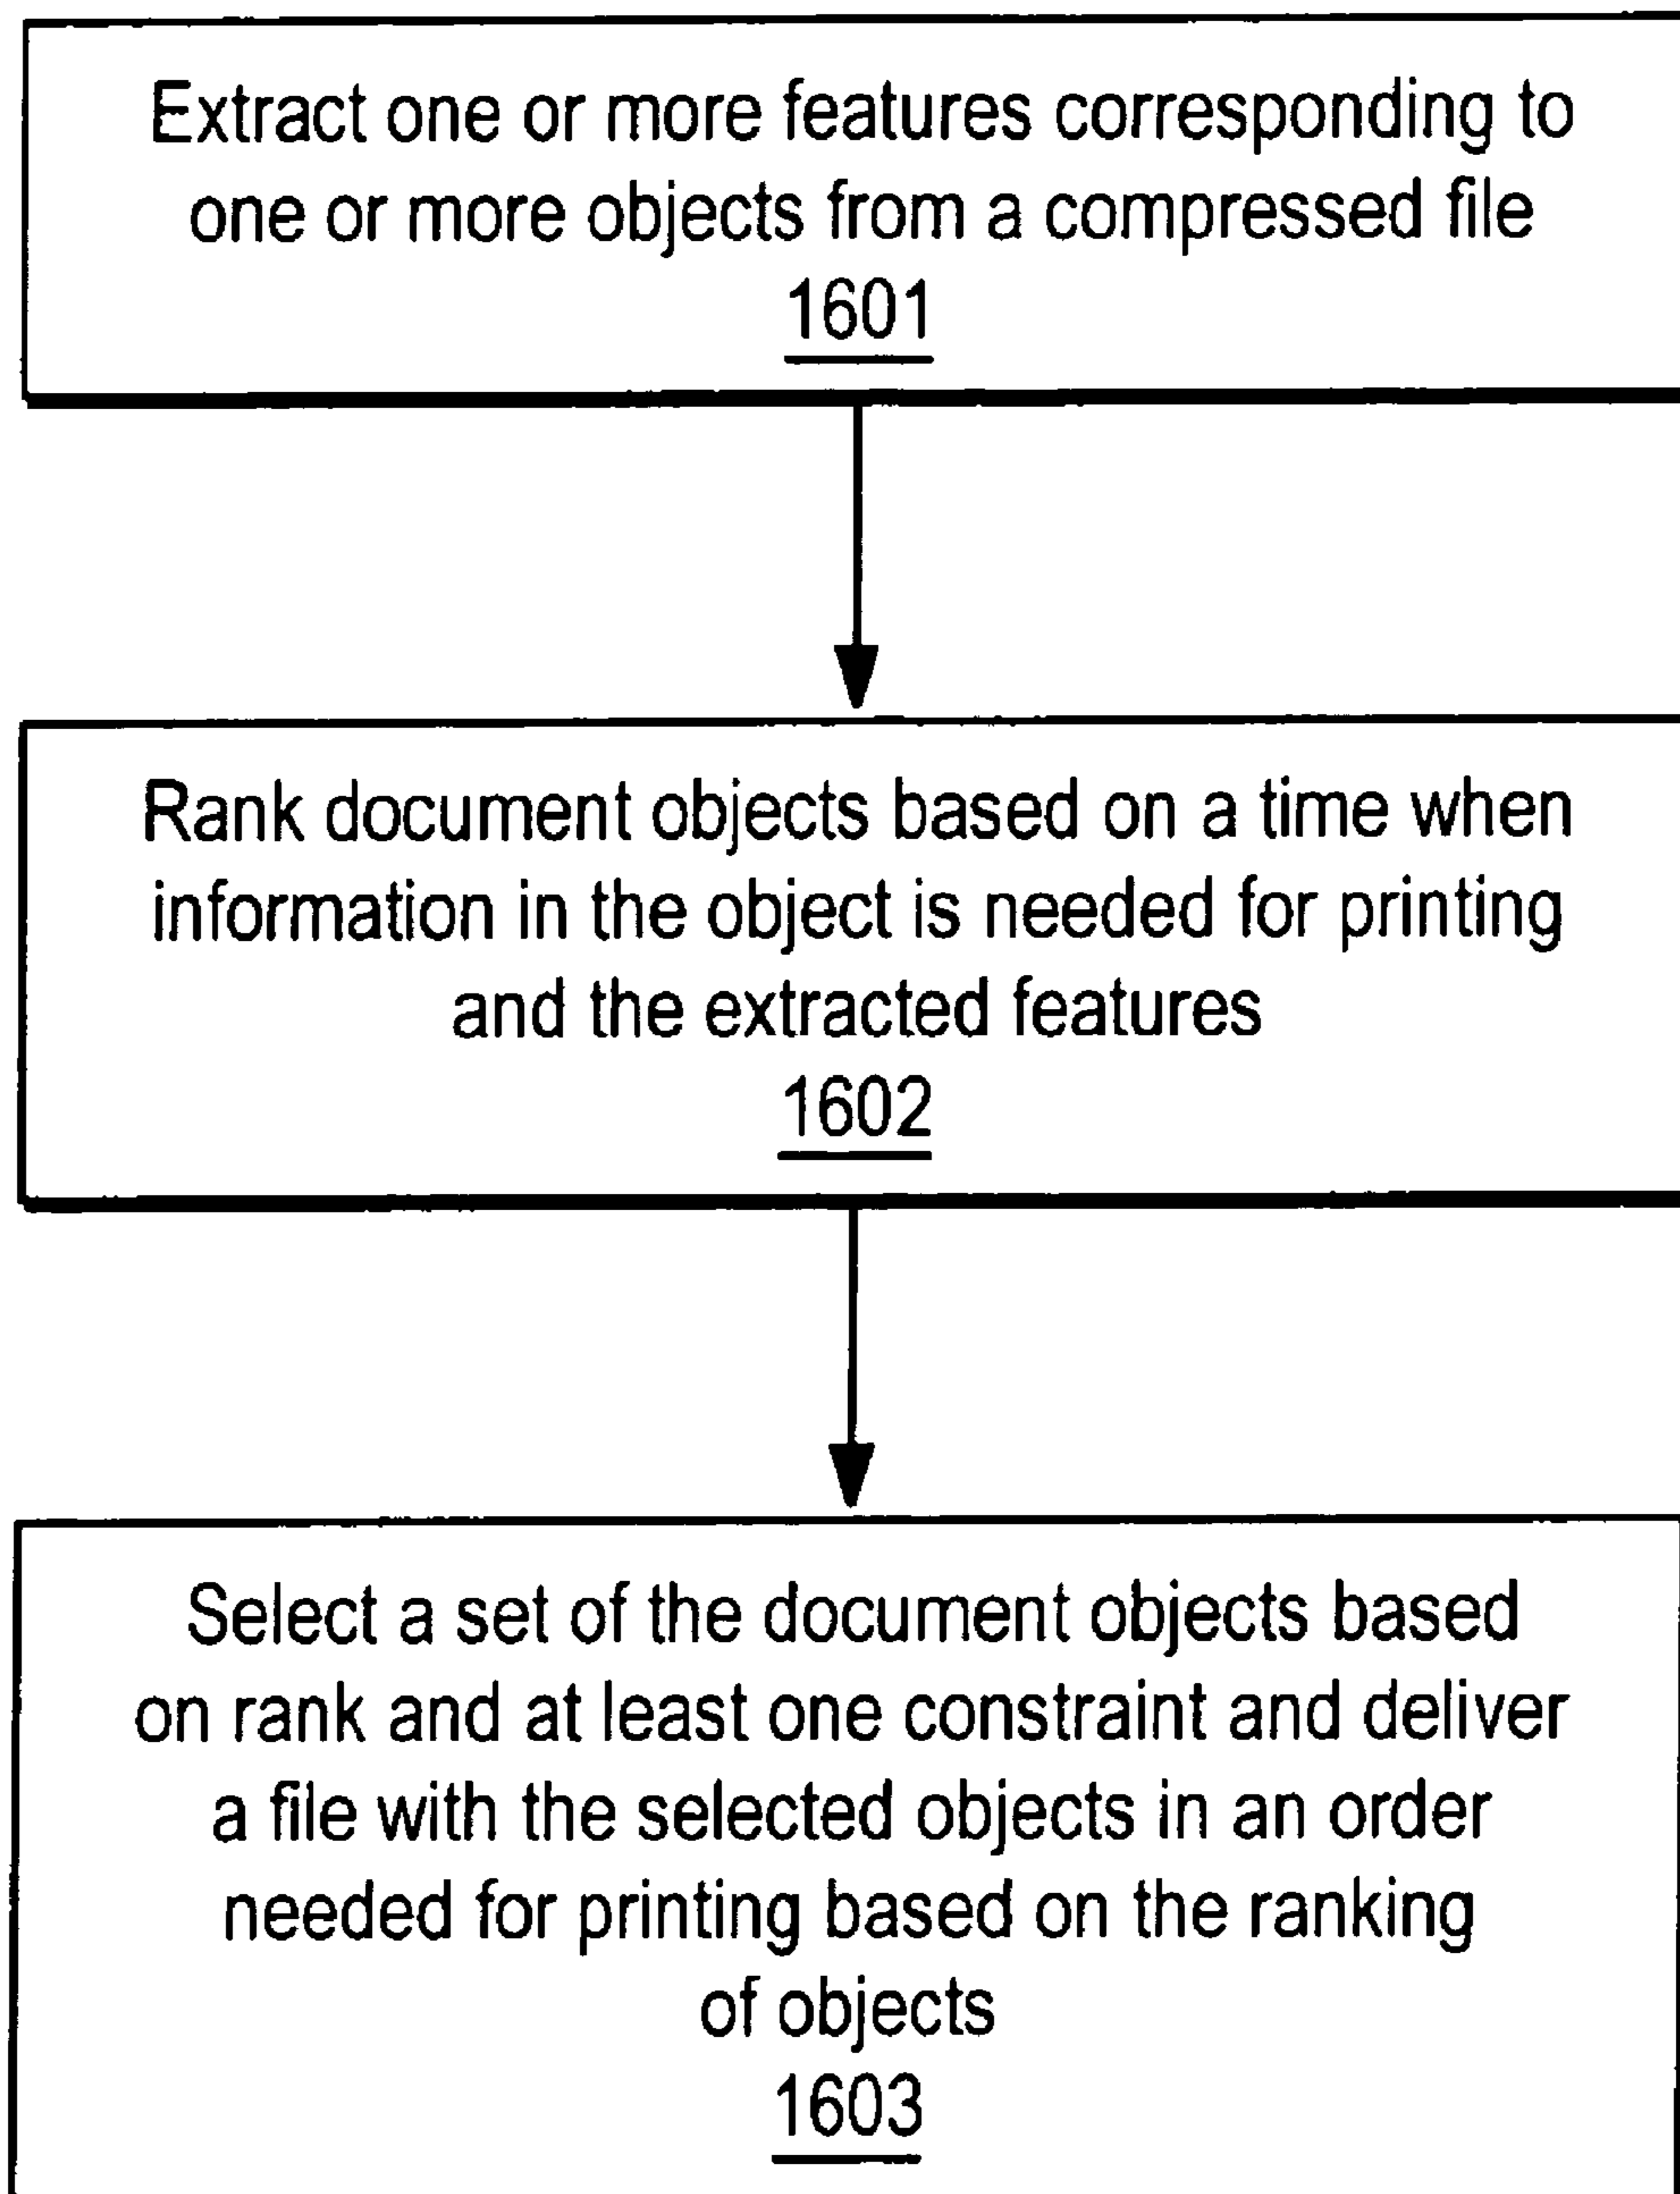 Extract one or more features corresponding to
one or more objects from a compressed file
1601
Rank document objects based on a time when
information in the object is needed for printing
and the extracted features
1602
Select a set of the document objects based
on rank and at least one constraint and deliver
a file with the selected objects in an order
needed for printing based on the ranking
of objects
1603